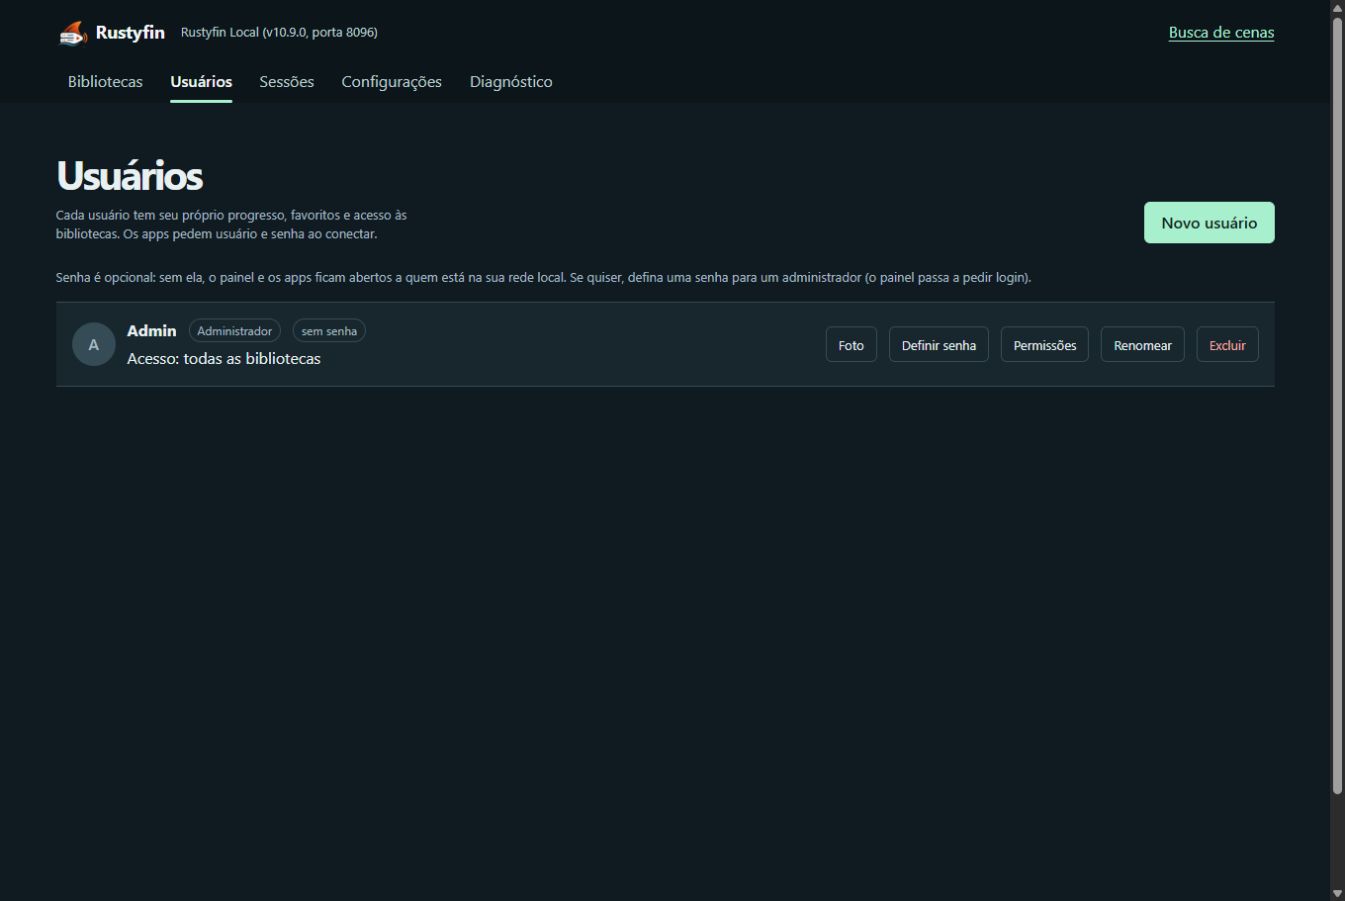 Rustyfin
Rustyfin Local (v10.9.0, porta 8096)
Busca de cenas
Bibliotecas
Usuários
Sessões
Configurações
Diagnóstico
Usuários
Cada usuário tem seu próprio progresso, favoritos e acesso às
bibliotecas. Os apps pedem usuário e senha ao conectar.
Novo usuário
Senha é opcional: sem ela, o painel e os apps ficam abertos a quem está na sua rede local. Se quiser, defina uma senha para um administrador (o painel passa a pedir login).
A
Admin
Administrador
sem senha
Acesso: todas as bibliotecas
Foto
Definir senha
Permissões
Renomear
Excluir